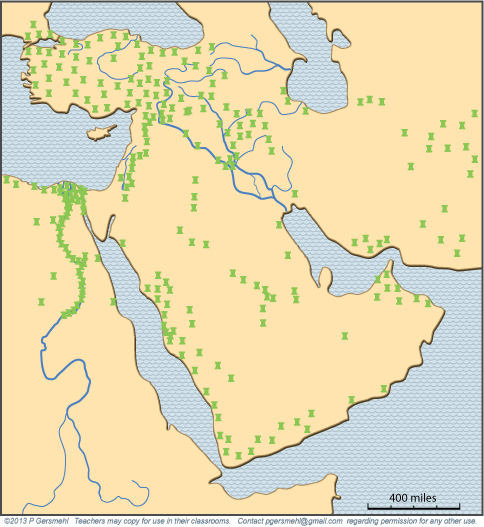 400 miles
©2013 P Gersmehl Teachers may copy for use in their classrooms. Contact pgersmehl@gmail.com regarding permission for any other use.